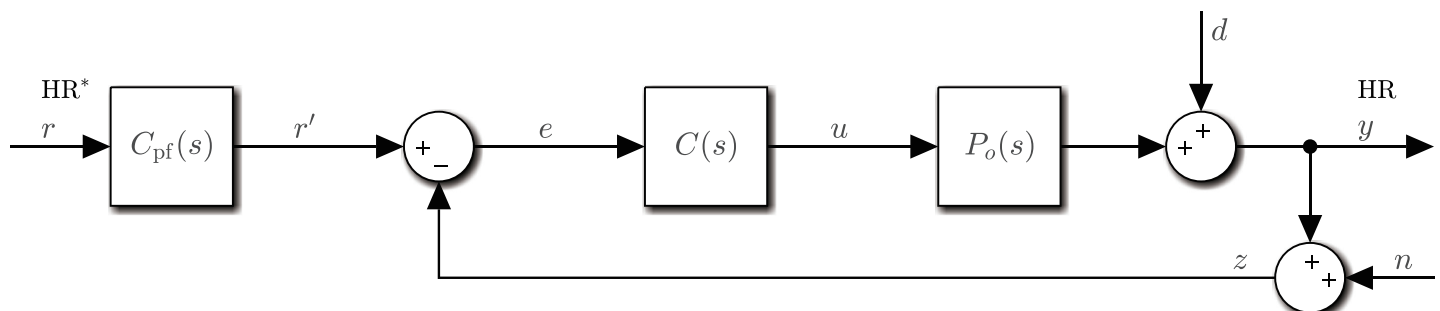 d
HR*
r
C_pf(s)
r′
+
−
e
C(s)
u
P_o(s)
+
+
HR
y
z
+
+
n